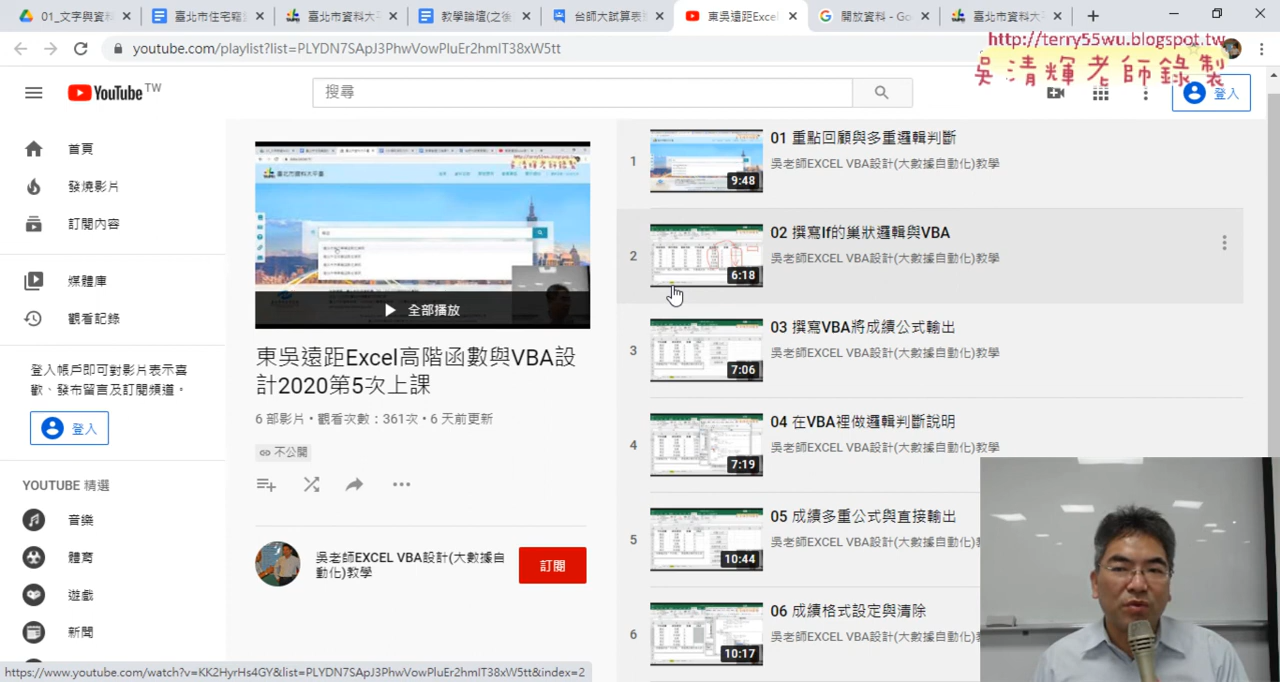 01_文字與資料
臺北市住宅竊
臺北市資料大平
教學論壇(之後
台師大試算表
東吳遠距Exce
開放資料 - Go
臺北市資料大平
youtube.com/playlist?list=PLYDN7SApJ3PhwVowPluEr2hmIT38xW5tt
http://terry55wu.blogspot.tw
吳清輝老師錄製
YouTube TW
搜尋
登入
首頁
發燒影片
訂閱內容
媒體庫
觀看記錄
登入帳戶即可對影片表示喜
歡、發布留言及訂閱頻道。
登入
YOUTUBE 精選
音樂
體育
遊戲
新聞
全部播放
東吳遠距Excel高階函數與VBA設
計2020第5次上課
6 部影片 • 觀看次數：361次 • 6 天前更新
不公開
吳老師EXCEL VBA設計(大數據自
動化)教學
訂閱
1
9:48
01 重點回顧與多重邏輯判斷
吳老師EXCEL VBA設計(大數據自動化)教學
2
6:18
02 撰寫If的巢狀邏輯與VBA
吳老師EXCEL VBA設計(大數據自動化)教學
3
7:06
03 撰寫VBA將成績公式輸出
吳老師EXCEL VBA設計(大數據自動化)教學
4
7:19
04 在VBA裡做邏輯判斷說明
吳老師EXCEL VBA設計(大數據自動化)教學
5
10:44
05 成績多重公式與直接輸出
吳老師EXCEL VBA設計(大數據自動化)
6
10:17
06 成績格式設定與清除
吳老師EXCEL VBA設計(大數據自動化)
https://www.youtube.com/watch?v=KK2HyrHs4GY&list=PLYDN7SApJ3PhwVowPluEr2hmIT38xW5tt&index=2